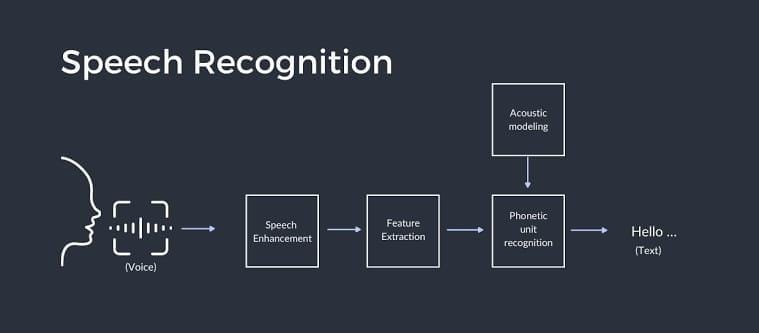 Speech Recognition
Acoustic
modeling
(Voice)
Speech
Enhancement
Feature
Extraction
Phonetic
unit
recognition
Hello ...
(Text)